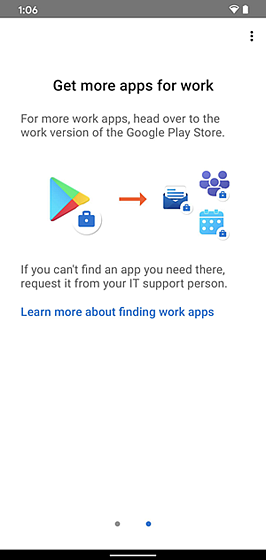 1:06
Get more apps for work
For more work apps, head over to the
work version of the Google Play Store.
If you can't find an app you need there,
request it from your IT support person.
Learn more about finding work apps